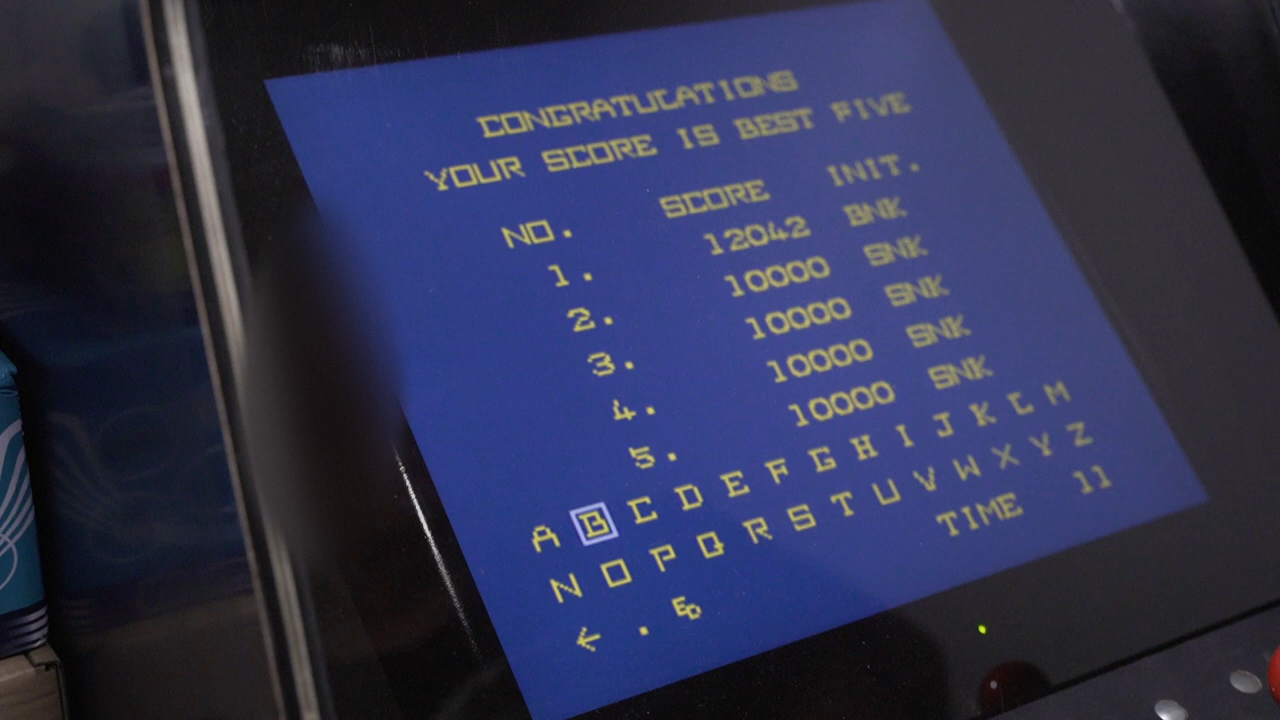 CONGRATULATIONS
YOUR SCORE IS BEST FIVE
NO. SCORE INIT.
1. 12042 BNK
2. 10000 SNK
3. 10000 SNK
4. 10000 SNK
5. 10000 SNK
A B C D E F G H I J K L M
N O P Q R S T U V W X Y Z
← . ED
TIME 11